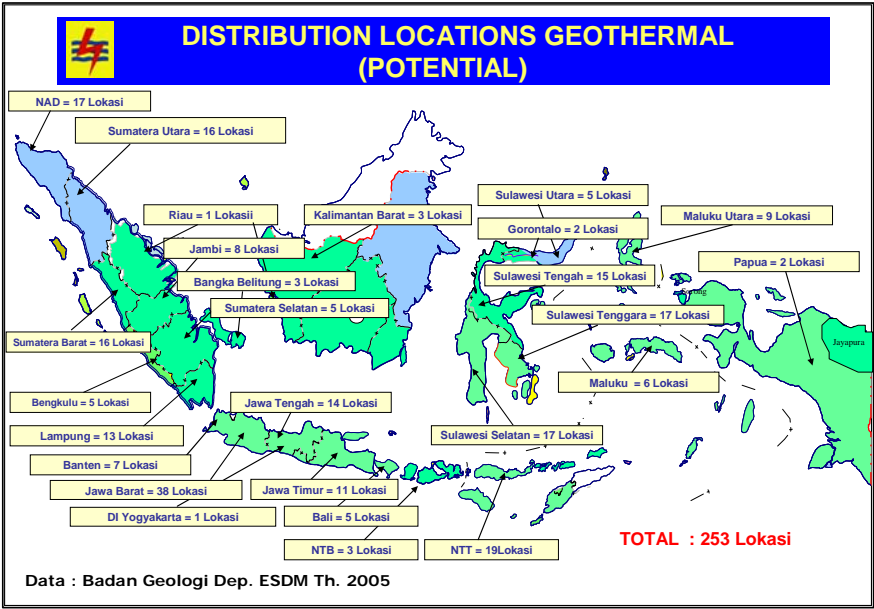 DISTRIBUTION LOCATIONS GEOTHERMAL
(POTENTIAL)
NAD = 17 Lokasi
Sumatera Utara = 16 Lokasi
Riau = 1 Lokasii
Kalimantan Barat = 3 Lokasi
Sulawesi Utara = 5 Lokasi
Gorontalo = 2 Lokasi
Maluku Utara = 9 Lokasi
Jambi = 8 Lokasi
Papua = 2 Lokasi
Bangka Belitung = 3 Lokasi
Sulawesi Tengah = 15 Lokasi
Sumatera Selatan = 5 Lokasi
Sulawesi Tenggara = 17 Lokasi
Sumatera Barat = 16 Lokasi
Jayapura
Maluku = 6 Lokasi
Bengkulu = 5 Lokasi
Jawa Tengah = 14 Lokasi
Lampung = 13 Lokasi
Sulawesi Selatan = 17 Lokasi
Banten = 7 Lokasi
Jawa Barat = 38 Lokasi
Jawa Timur = 11 Lokasi
DI Yogyakarta = 1 Lokasi
Bali = 5 Lokasi
NTB = 3 Lokasi
NTT = 19Lokasi
TOTAL : 253 Lokasi
Data : Badan Geologi Dep. ESDM Th. 2005